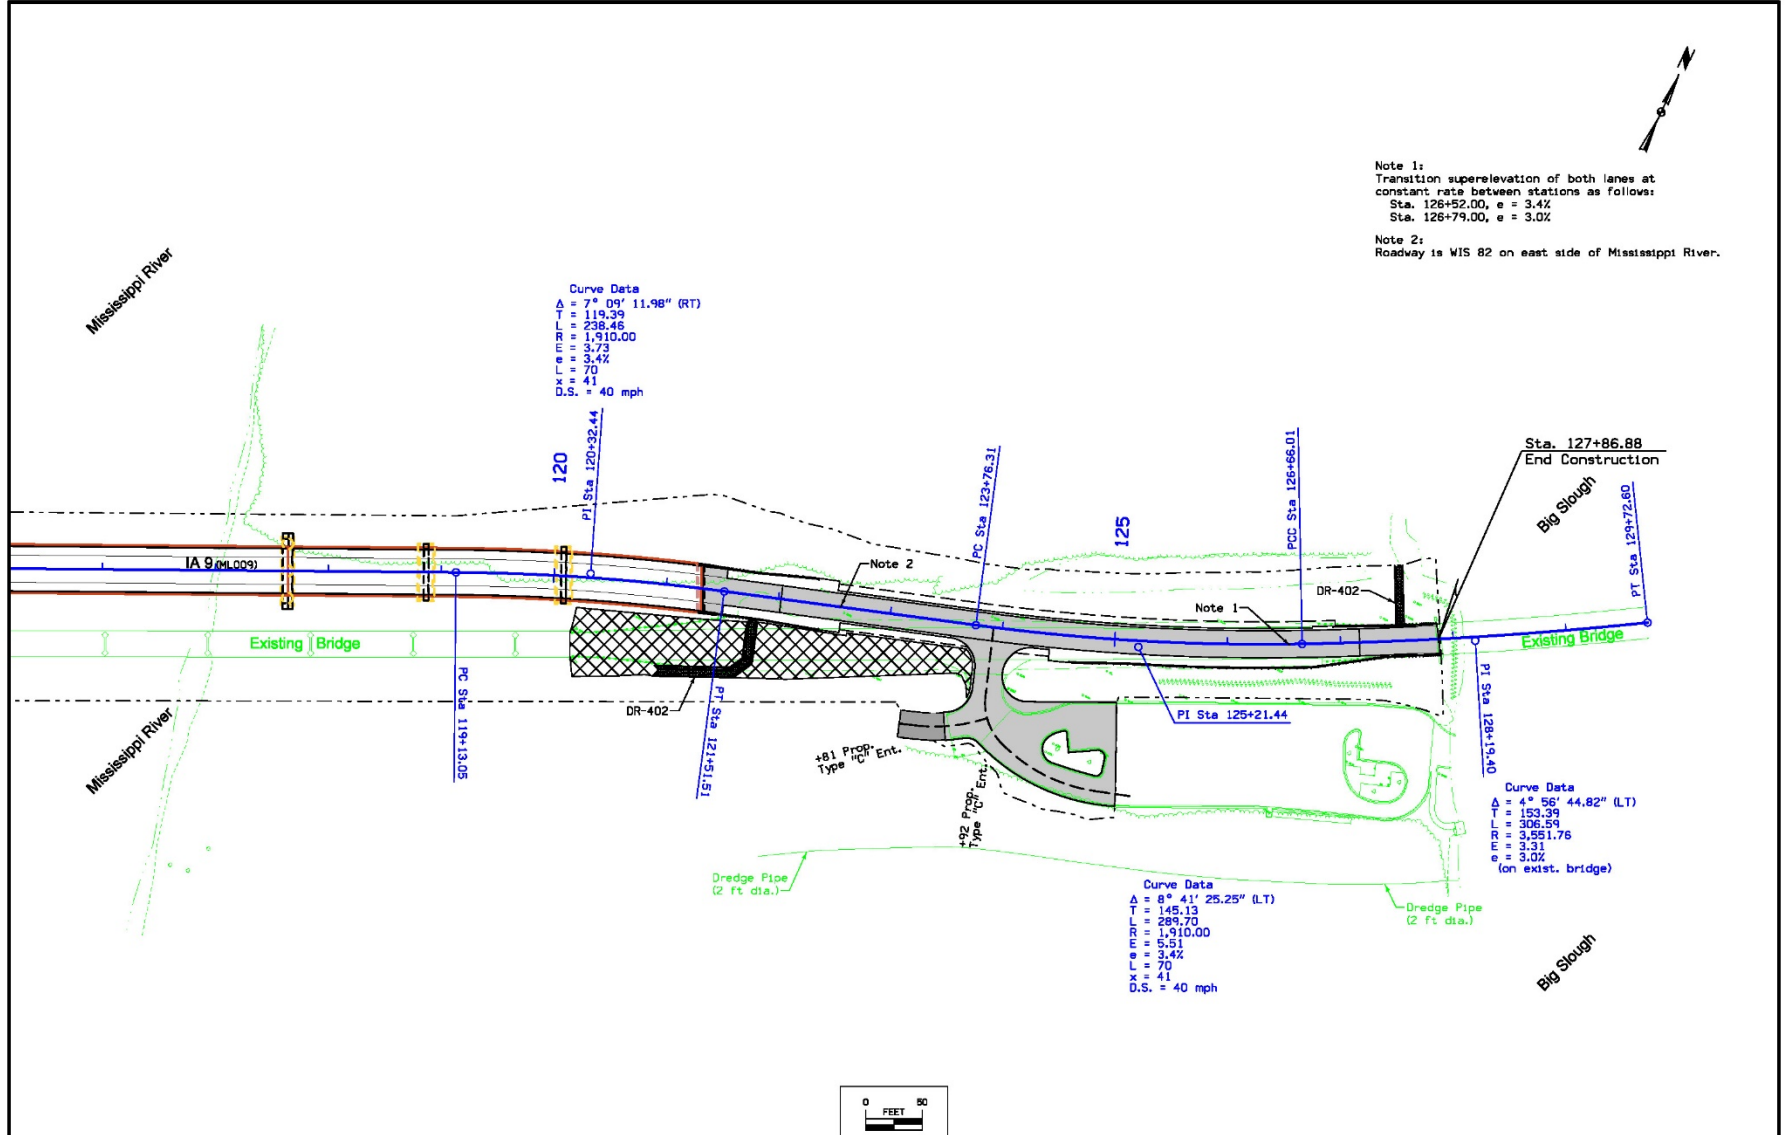 Note 1:
Transition superelevation of both lanes at
constant rate between stations as follows:
Sta. 126+52.00, e = 3.4%
Sta. 126+79.00, e = 3.0%
Note 2:
Roadway is WIS 82 on east side of Mississippi River.
Mississippi River
Curve Data
Δ = 7° 09' 11.98" (RT)
T = 119.39
L = 238.46
R = 1,910.00
E = 3.73
e = 3.4%
L = 70
x = 41
D.S. = 40 mph
120
PI Sta 120+32.44
PC Sta 123+76.31
125
PCC Sta 126+66.01
Sta. 127+86.88
End Construction
Big Slough
PT Sta 129+72.60
IA 9 (ML009)
Note 2
DR-402
Note 1
Existing Bridge
Existing Bridge
PC Sta 119+13.05
DR-402
PT Sta 121+51.51
PI Sta 125+21.44
PI Sta 128+19.40
Mississippi River
+81 Prop.
Type "C" Ent.
+92 Prop.
Type "C" Ent.
Curve Data
Δ = 4° 56' 44.82" (LT)
T = 153.39
L = 306.59
R = 3,551.76
E = 3.31
e = 3.0%
(on exist. bridge)
Dredge Pipe
(2 ft dia.)
Curve Data
Δ = 8° 41' 25.25" (LT)
T = 145.13
L = 289.70
R = 1,910.00
E = 5.51
e = 3.4%
L = 70
x = 41
D.S. = 40 mph
Dredge Pipe
(2 ft dia.)
Big Slough
0 50
FEET